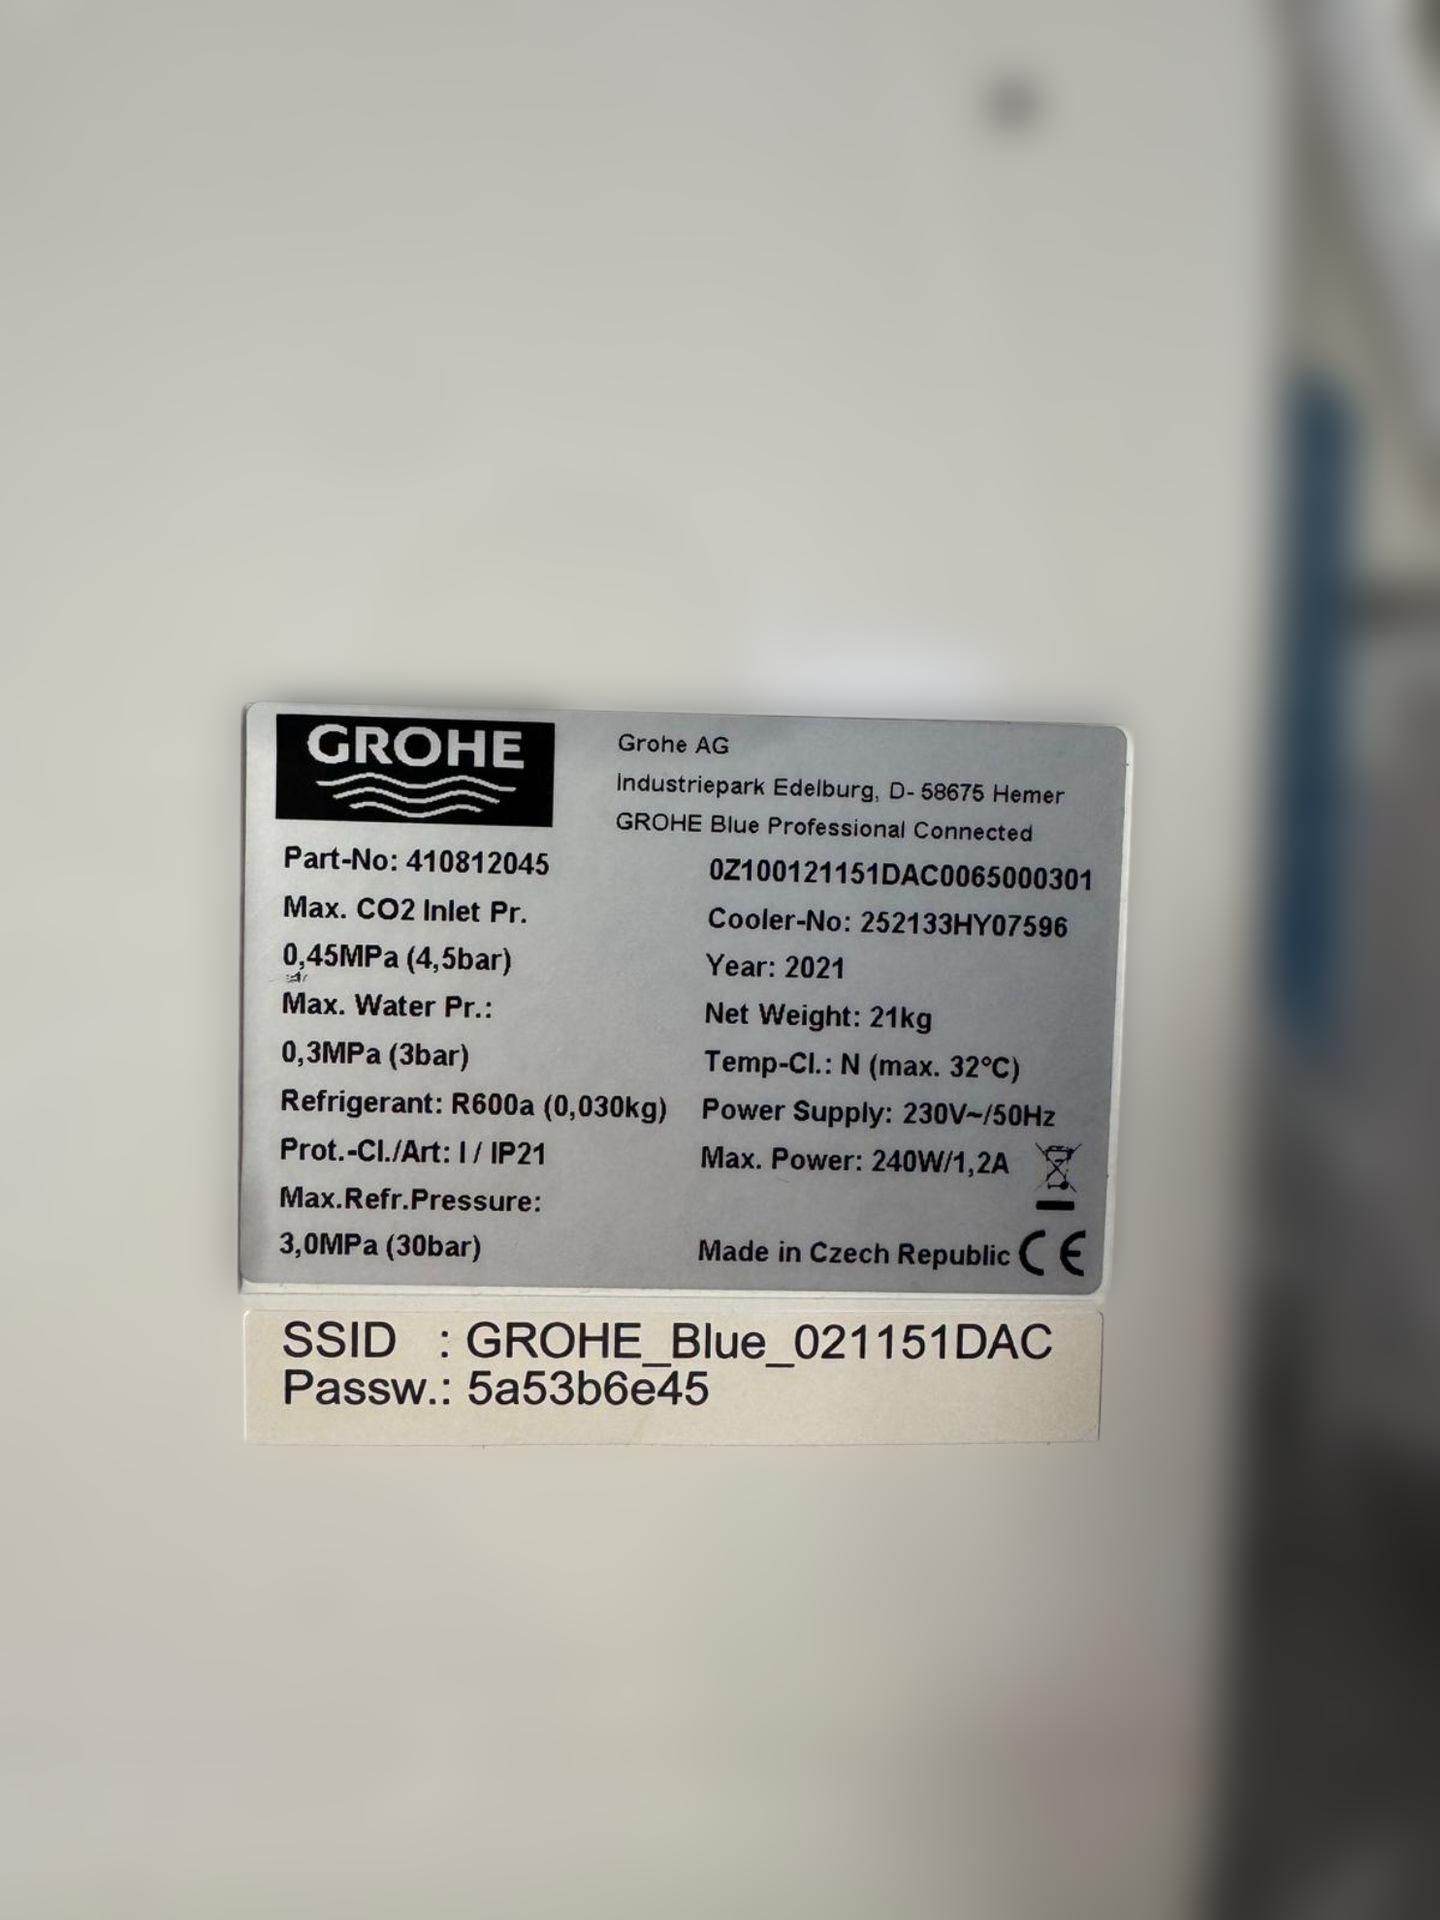 GROHE
Grohe AG
Industriepark Edelburg, D- 58675 Hemer
GROHE Blue Professional Connected
Part-No: 410812045
0Z100121151DAC0065000301
Max. CO2 Inlet Pr.
Cooler-No: 252133HY07596
0,45MPa (4,5bar)
Year: 2021
Max. Water Pr.:
Net Weight: 21kg
0,3MPa (3bar)
Temp-Cl.: N (max. 32°C)
Refrigerant: R600a (0,030kg)
Power Supply: 230V~/50Hz
Prot.-Cl./Art: I / IP21
Max. Power: 240W/1,2A
Max.Refr.Pressure:
3,0MPa (30bar)
Made in Czech Republic CE
SSID : GROHE_Blue_021151DAC
Passw.: 5a53b6e45